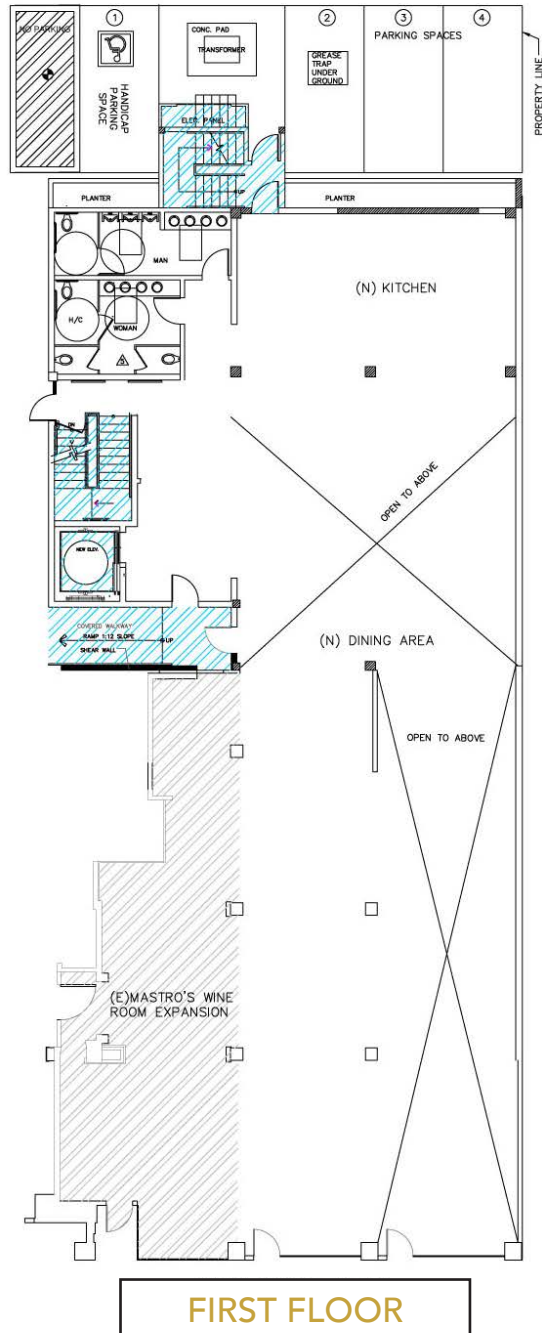 1
2
3
4
NO PARKING
CONC. PAD
TRANSFORMER
PARKING SPACES
GREASE
TRAP
UNDER
GROUND
PROPERTY LINE
HANDICAP
PARKING
SPACE
ELEC. PANEL
UP
PLANTER
PLANTER
MAN
(N) KITCHEN
H/C
WOMAN
OPEN TO ABOVE
NEW ELEV.
COVERED WALKWAY
RAMP 1:12 SLOPE
UP
SHEAR WALL
(N) DINING AREA
OPEN TO ABOVE
(E)MASTRO'S WINE
ROOM EXPANSION
FIRST FLOOR